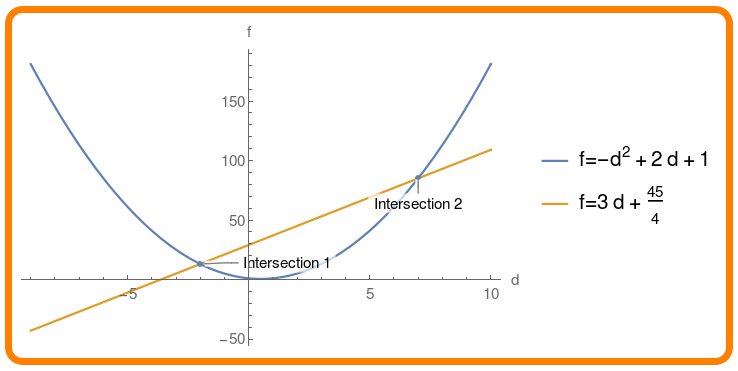 f
150
100
50
−50
−5
5
10
d
Intersection 1
Intersection 2
f=−d² + 2 d + 1
f=3 d + 45/4